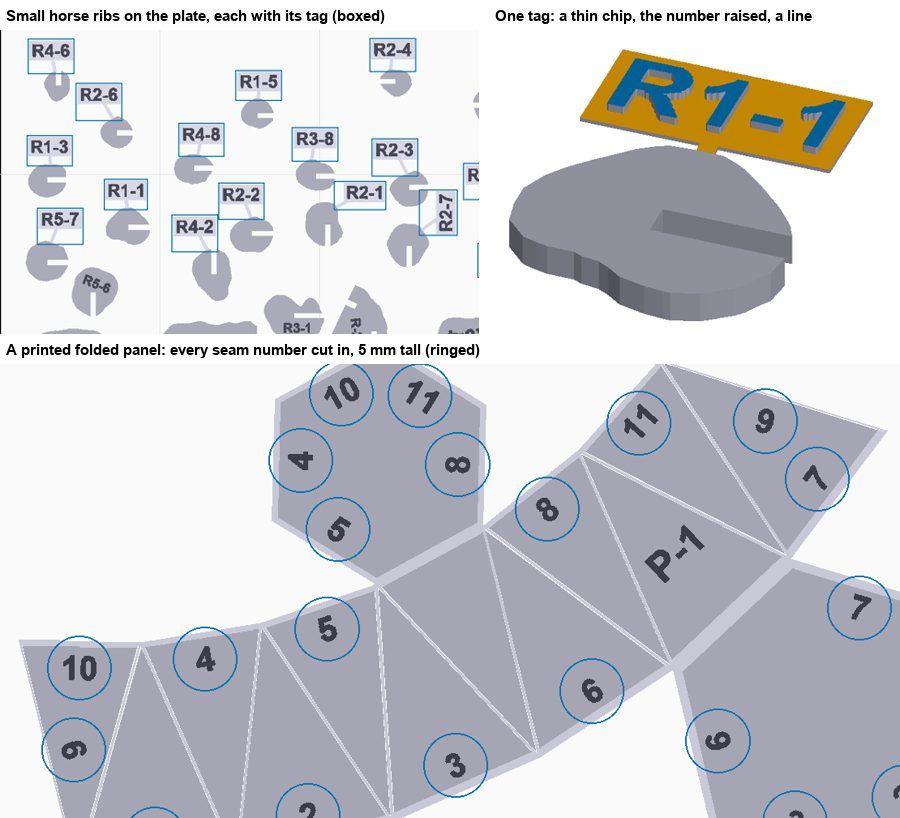 Small horse ribs on the plate, each with its tag (boxed)
One tag: a thin chip, the number raised, a line
R4-6
R2-4
R2-6
R1-5
R4-8
R3-8
R1-3
R2-3
R
R1-1
R2-2
R2-1
R2-7
R5-7
R4-2
R5-6
R3-1
R1-1
A printed folded panel: every seam number cut in, 5 mm tall (ringed)
10
11
4
8
5
11
9
7
8
P-1
7
5
4
10
6
9
3
9
2